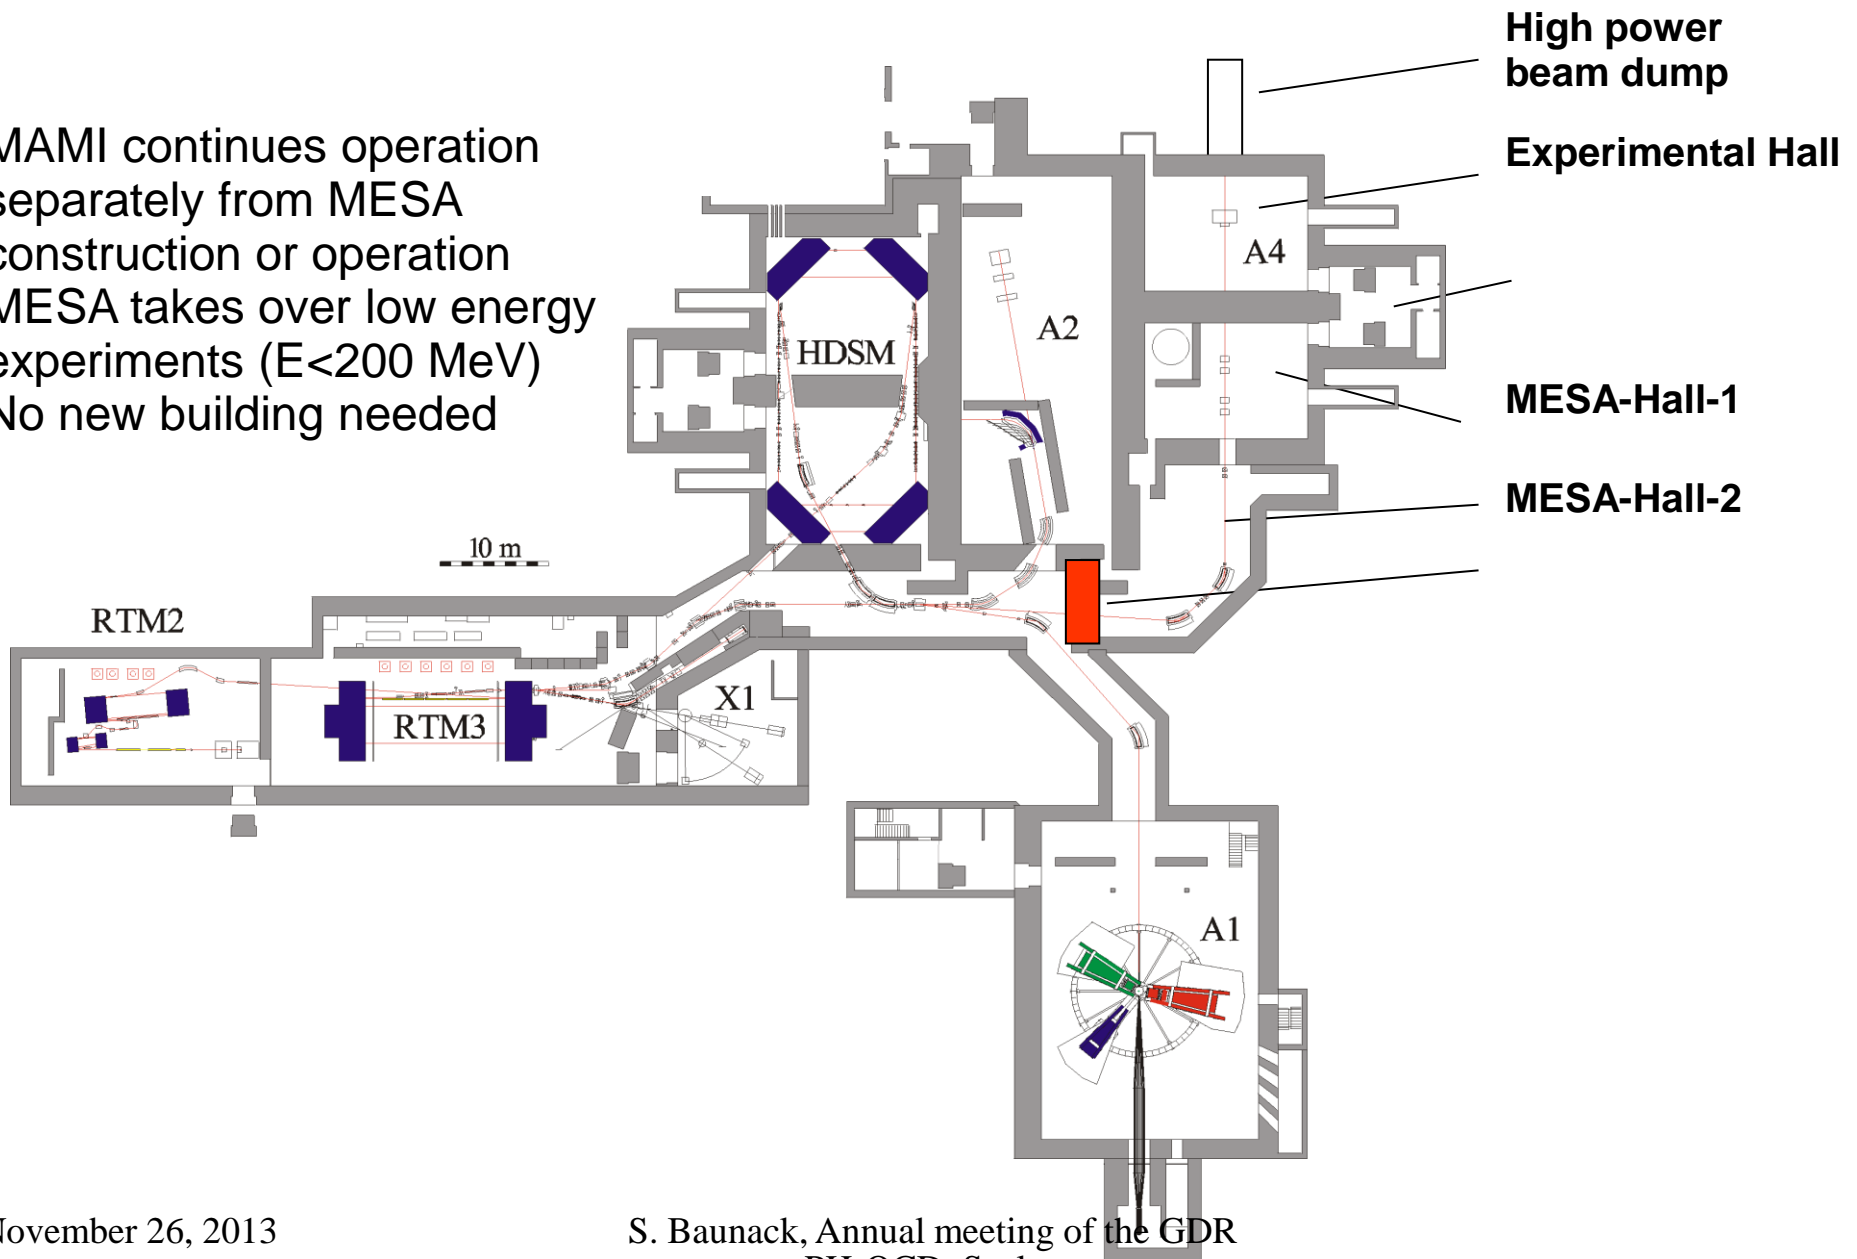 High power
beam dump
MAMI continues operation
separately from MESA
construction or operation
MESA takes over low energy
experiments (E<200 MeV)
No new building needed
Experimental Hall
A4
A2
HDSM
MESA-Hall-1
MESA-Hall-2
10 m
RTM2
RTM3
X1
A1
November 26, 2013
S. Baunack, Annual meeting of the GDR